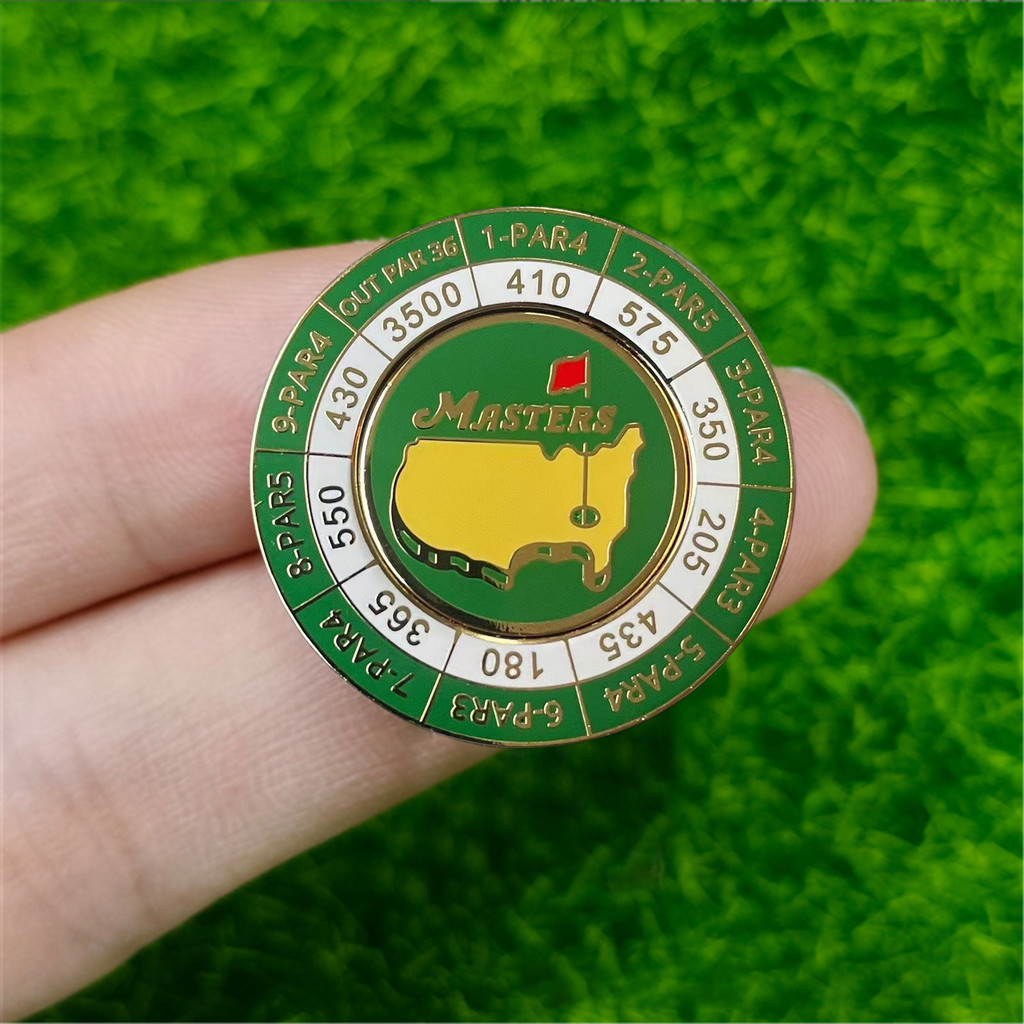 MASTERS
1-PAR4
410
2-PAR5
575
3-PAR4
350
4-PAR3
205
5-PAR4
435
6-PAR3
180
7-PAR4
365
8-PAR5
550
9-PAR4
430
OUT PAR 36
3500